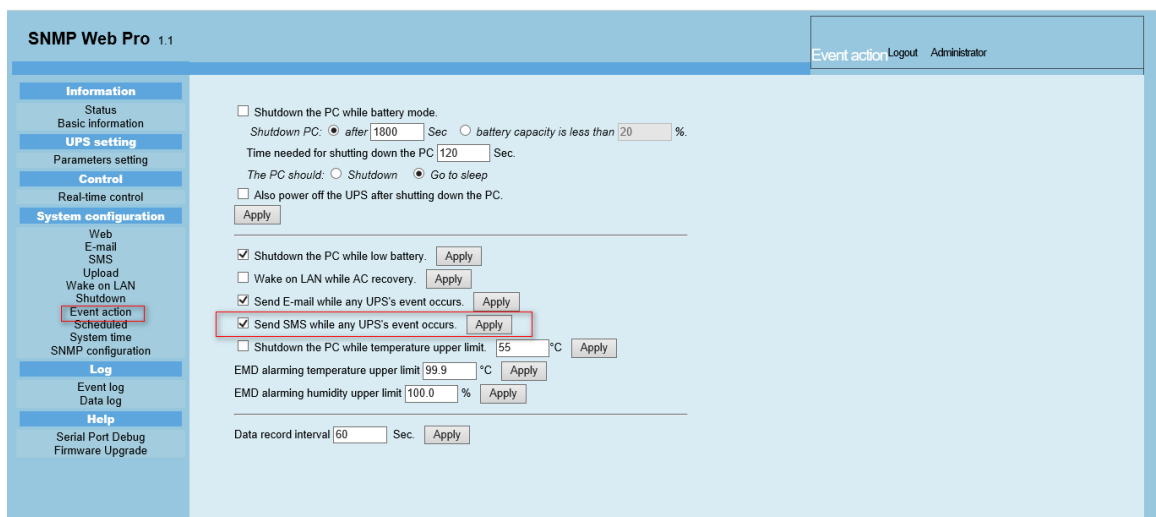 SNMP Web Pro 1.1
Event action Logout Administrator
Information
Status
Basic information
UPS setting
Parameters setting
Control
Real-time control
System configuration
Web
E-mail
SMS
Upload
Wake on LAN
Shutdown
Event action
Scheduled
System time
SNMP configuration
Log
Event log
Data log
Help
Serial Port Debug
Firmware Upgrade
Shutdown the PC while battery mode.
Shutdown PC: after 1800 Sec battery capacity is less than 20 %.
Time needed for shutting down the PC 120 Sec.
The PC should: Shutdown Go to sleep
Also power off the UPS after shutting down the PC.
Apply
Shutdown the PC while low battery. Apply
Wake on LAN while AC recovery. Apply
Send E-mail while any UPS's event occurs. Apply
Send SMS while any UPS's event occurs. Apply
Shutdown the PC while temperature upper limit. 55 °C Apply
EMD alarming temperature upper limit 99.9 °C Apply
EMD alarming humidity upper limit 100.0 % Apply
Data record interval 60 Sec. Apply